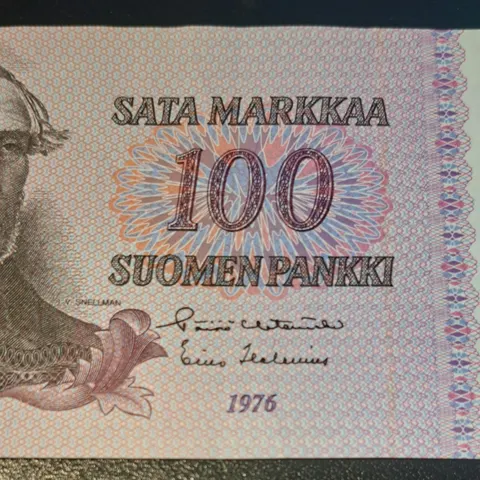 SATA MARKKAA
100
SUOMEN PANKKI
V. SNELLMAN
1976